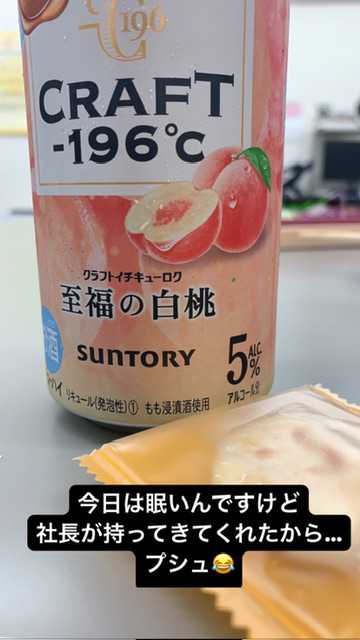 196
CRAFT
-196℃
クラフトイチキューロク
至福の白桃
SUNTORY
5%
ALC.
アルコール分
リキュール(発泡性)① もも浸漬酒使用
今日は眠いんですけど
社長が持ってきてくれたから...
プシュ😂